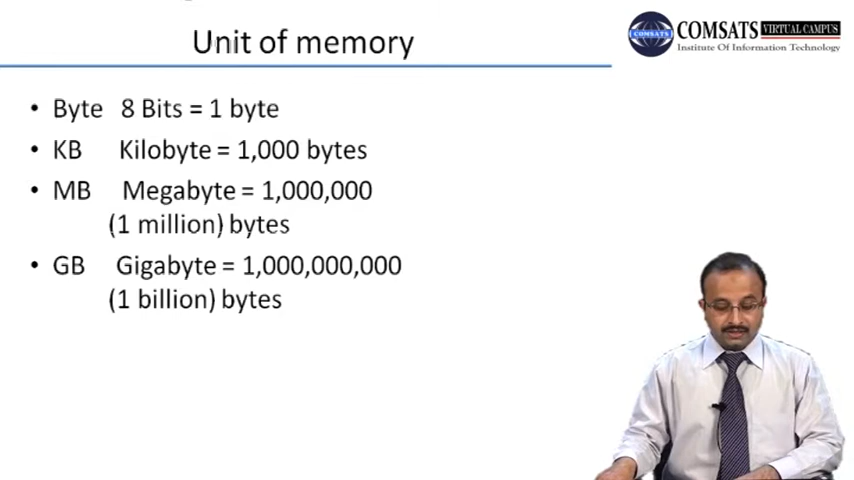 Unit of memory
COMSATS VIRTUAL CAMPUS
Institute Of Information Technology
COMSATS
• Byte 8 Bits = 1 byte
• KB Kilobyte = 1,000 bytes
• MB Megabyte = 1,000,000
(1 million) bytes
• GB Gigabyte = 1,000,000,000
(1 billion) bytes